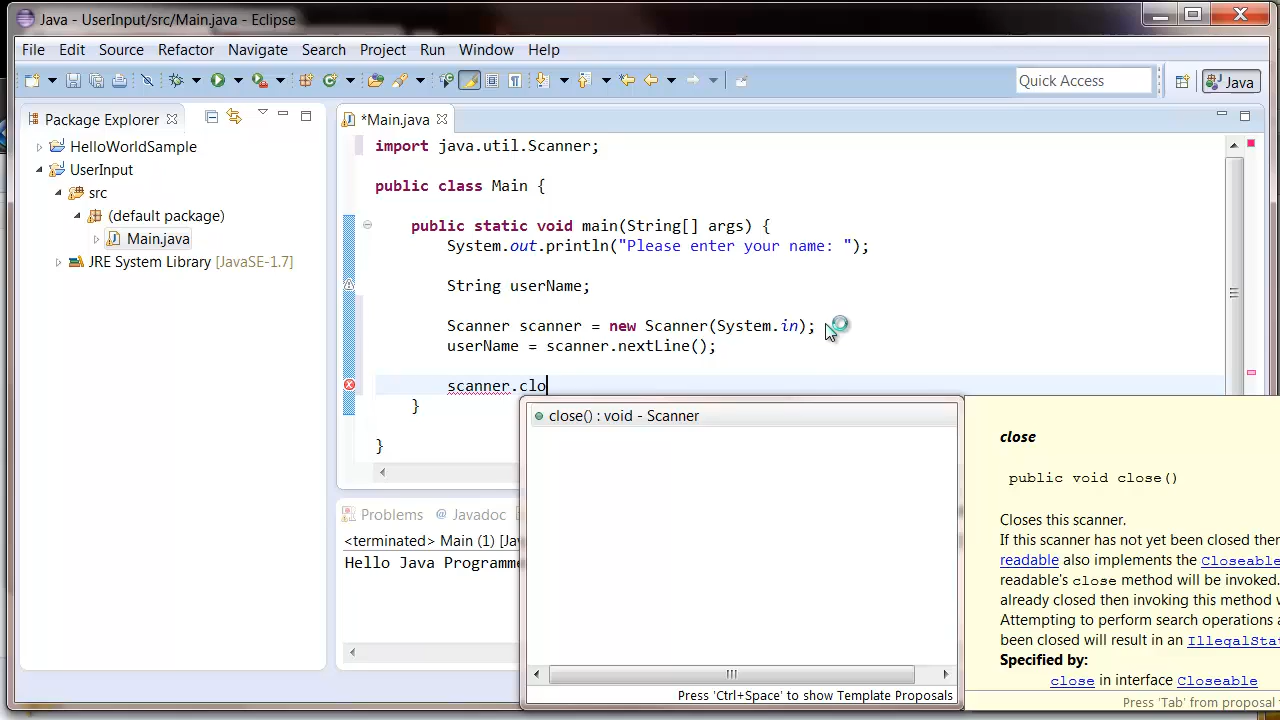 Java - UserInput/src/Main.java - Eclipse
File Edit Source Refactor Navigate Search Project Run Window Help
Quick Access
Java
Package Explorer
HelloWorldSample
UserInput
src
(default package)
Main.java
JRE System Library [JavaSE-1.7]
*Main.java
import java.util.Scanner;
public class Main {
public static void main(String[] args) {
System.out.println("Please enter your name: ");
String userName;
Scanner scanner = new Scanner(System.in);
userName = scanner.nextLine();
scanner.clo
}
}
close() : void - Scanner
Press 'Ctrl+Space' to show Template Proposals
close
public void close()
Closes this scanner.
If this scanner has not yet been closed then
readable also implements the Closeable
readable's close method will be invoked.
already closed then invoking this method w
Attempting to perform search operations a
been closed will result in an IllegalSta
Specified by:
close in interface Closeable
Press 'Tab' from proposal t
Problems @ Javadoc
<terminated> Main (1) [Ja
Hello Java Programme